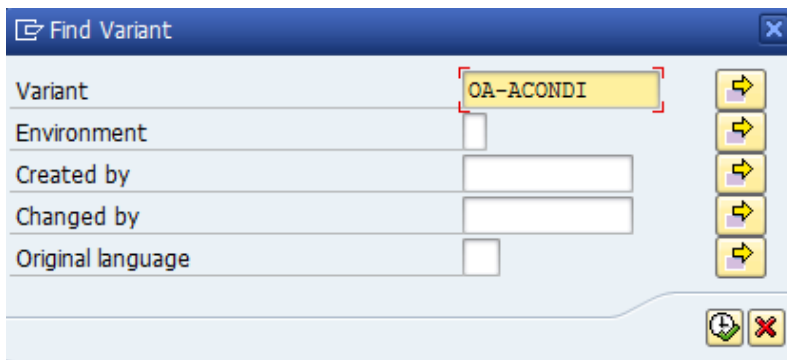 Find Variant
Variant OA-ACONDI
Environment
Created by
Changed by
Original language